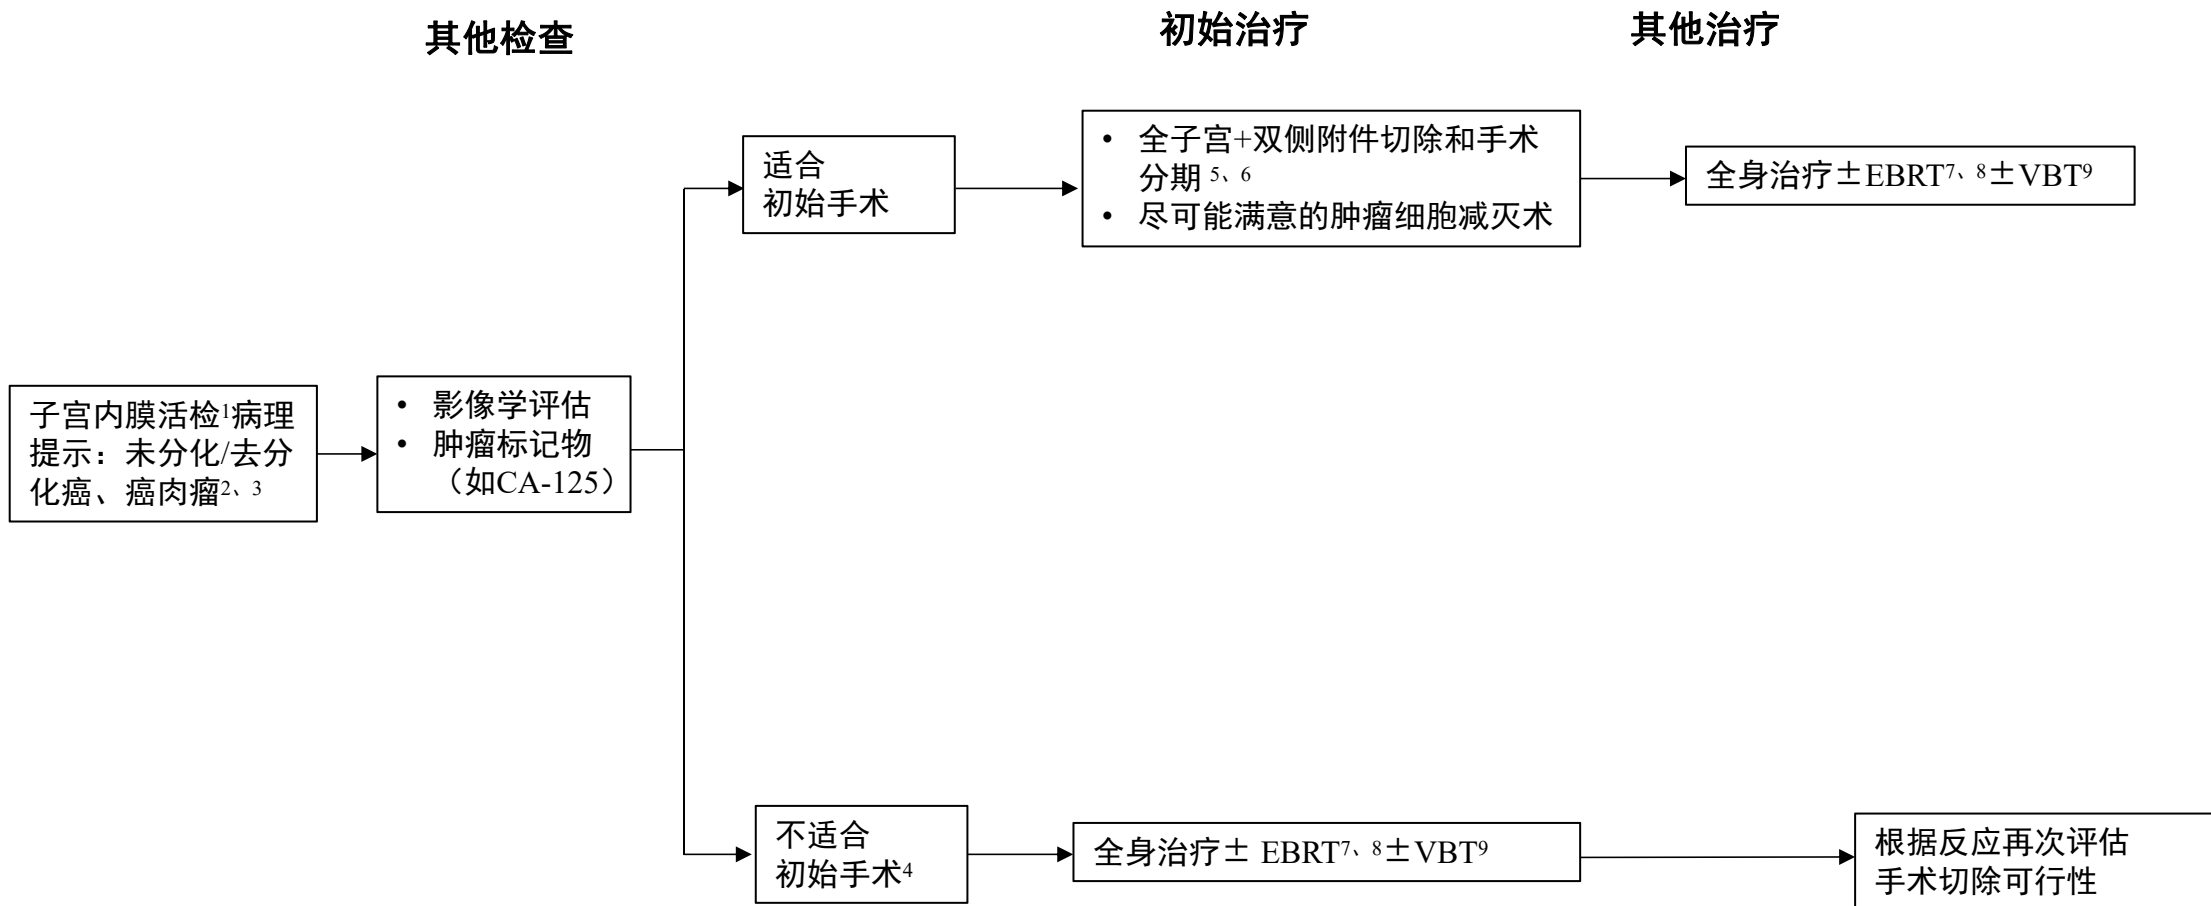 其他检查
初始治疗
其他治疗
适合
初始手术
• 全子宫+双侧附件切除和手术
分期 5、6
• 尽可能满意的肿瘤细胞减灭术
全身治疗±EBRT7、8±VBT9
子宫内膜活检1病理
提示：未分化/去分
化癌、癌肉瘤2、3
• 影像学评估
• 肿瘤标记物
（如CA-125）
不适合
初始手术4
全身治疗± EBRT7、8±VBT9
根据反应再次评估
手术切除可行性